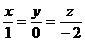 x/1 = y/0 = z/-2